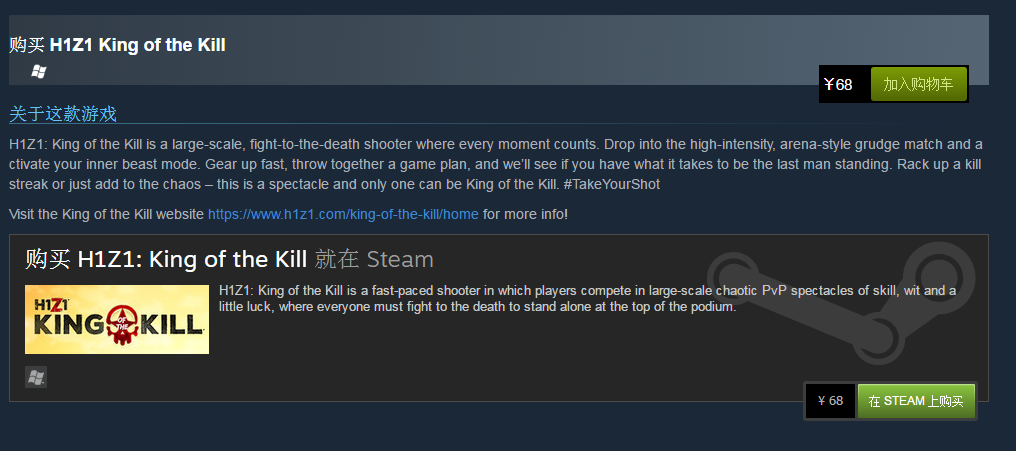 购买 H1Z1 King of the Kill
¥68 加入购物车
关于这款游戏
H1Z1: King of the Kill is a large-scale, fight-to-the-death shooter where every moment counts. Drop into the high-intensity, arena-style grudge match and a
ctivate your inner beast mode. Gear up fast, throw together a game plan, and we'll see if you have what it takes to be the last man standing. Rack up a kill
streak or just add to the chaos – this is a spectacle and only one can be King of the Kill. #TakeYourShot
Visit the King of the Kill website https://www.h1z1.com/king-of-the-kill/home for more info!
购买 H1Z1: King of the Kill 就在 Steam
H1Z1: King of the Kill is a fast-paced shooter in which players compete in large-scale chaotic PvP spectacles of skill, wit and a
little luck, where everyone must fight to the death to stand alone at the top of the podium.
H1Z1
KING OF THE KILL
¥ 68 在 STEAM 上购买